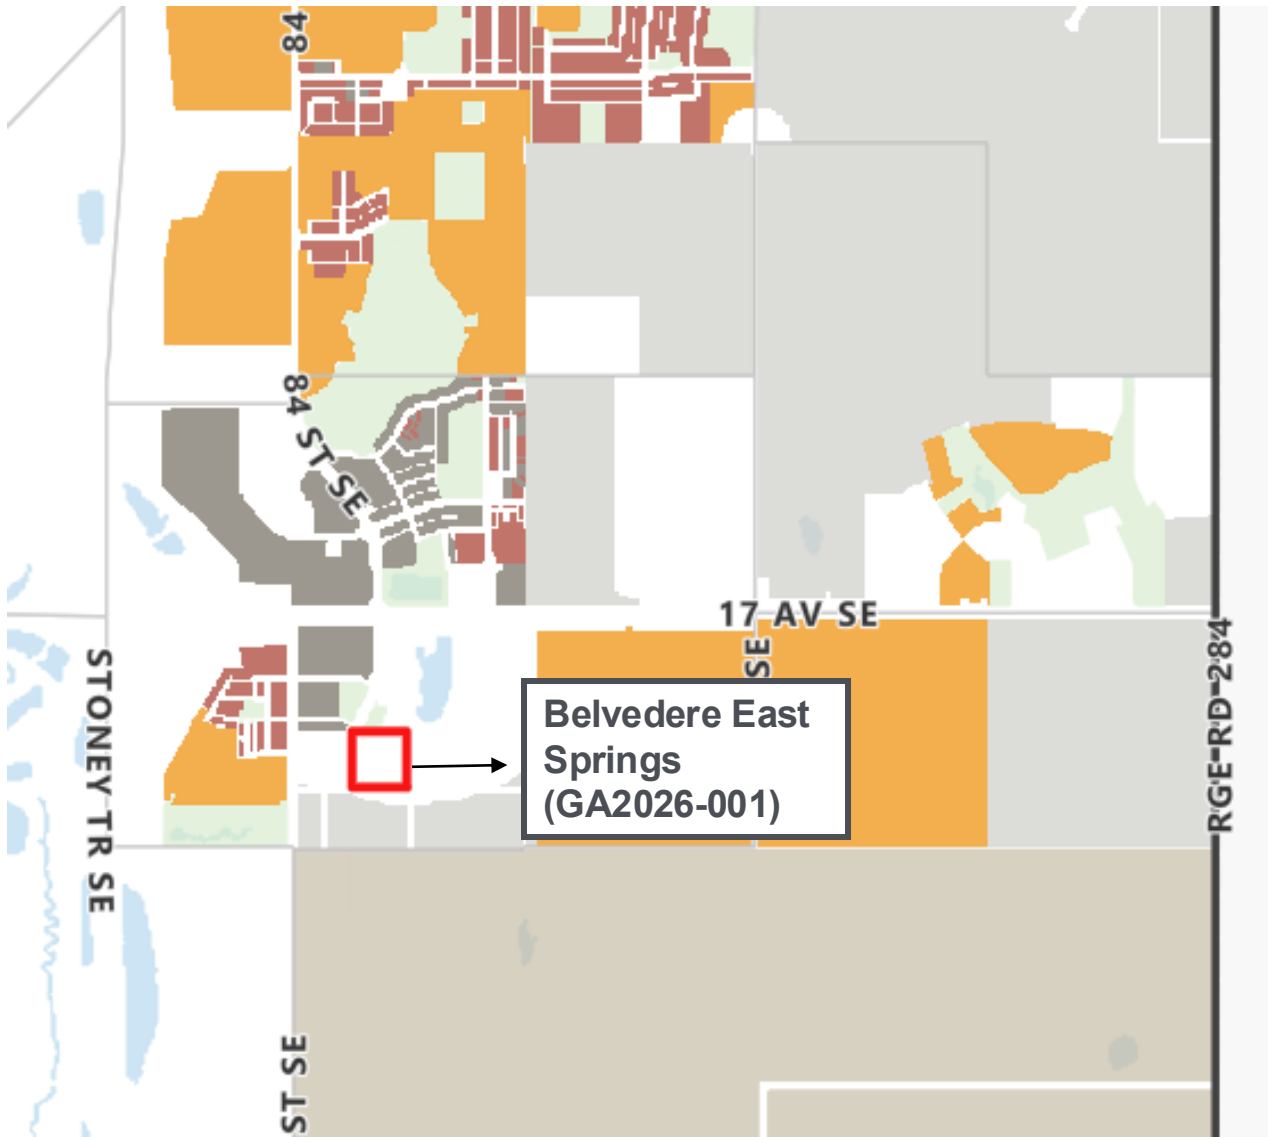 84
84 ST SE
17 AV SE
SE
STONEY TR SE
RGE RD 284
Belvedere East
Springs
(GA2026-001)
ST SE